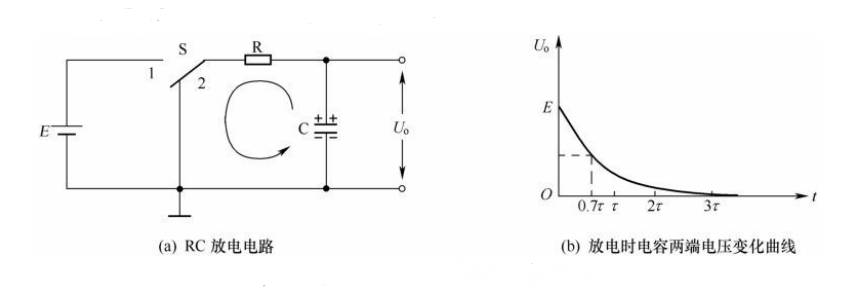 S
R
1
2
E
C
++
U₀
(a) RC 放电电路
U₀
E
O
0.7τ τ 2τ 3τ t
(b) 放电时电容两端电压变化曲线